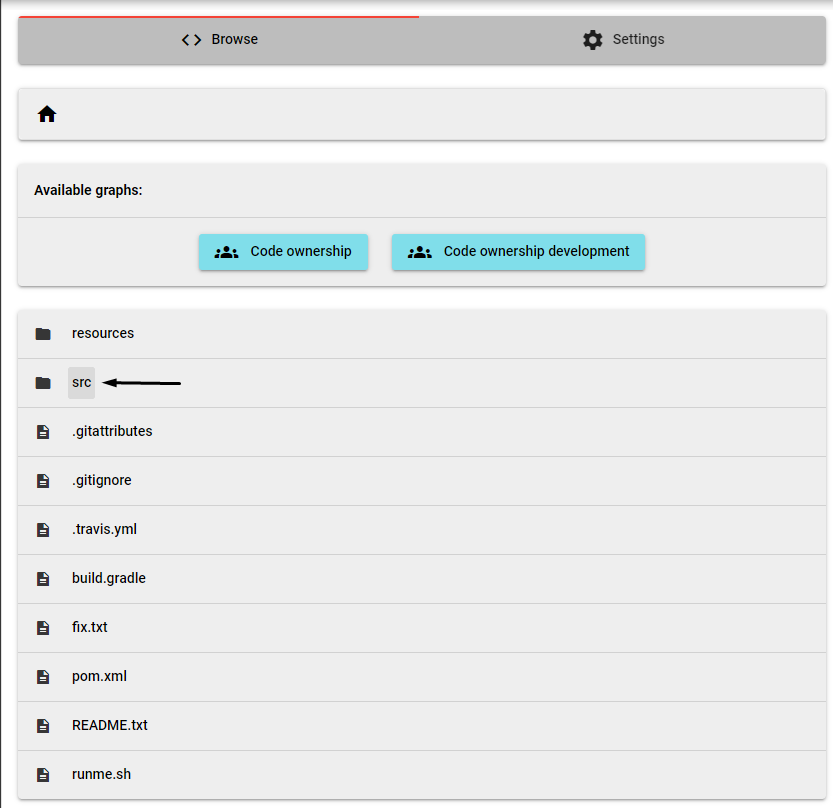 Browse
Settings
Available graphs:
Code ownership
Code ownership development
resources
src
.gitattributes
.gitignore
.travis.yml
build.gradle
fix.txt
pom.xml
README.txt
runme.sh